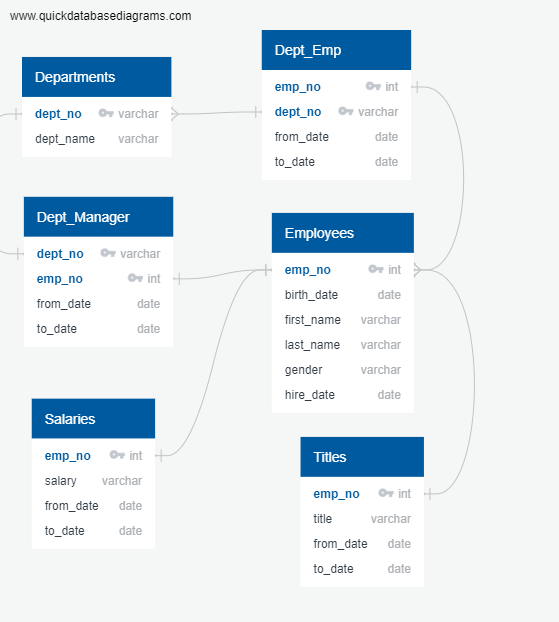 www.quickdatabasediagrams.com
Departments
dept_no varchar
dept_name varchar
Dept_Emp
emp_no int
dept_no varchar
from_date date
to_date date
Dept_Manager
dept_no varchar
emp_no int
from_date date
to_date date
Employees
emp_no int
birth_date date
first_name varchar
last_name varchar
gender varchar
hire_date date
Salaries
emp_no int
salary varchar
from_date date
to_date date
Titles
emp_no int
title varchar
from_date date
to_date date